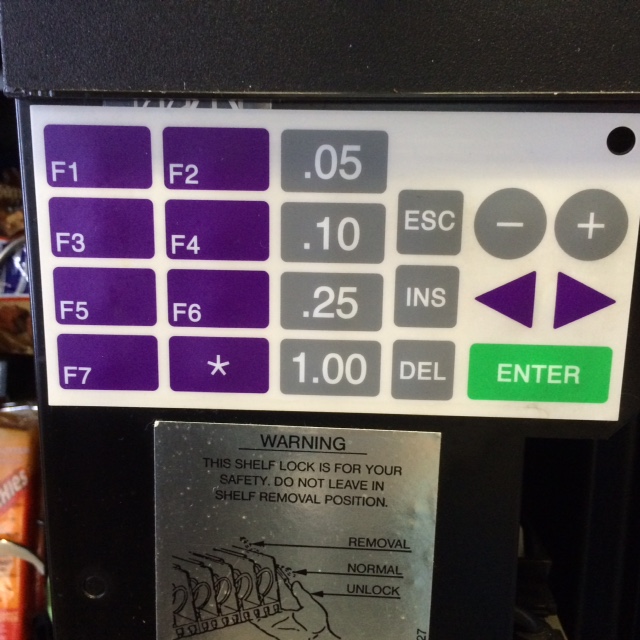 F1 F2 .05
F3 F4 .10 ESC − +
F5 F6 .25 INS
F7 * 1.00 DEL ENTER
WARNING
THIS SHELF LOCK IS FOR YOUR
SAFETY. DO NOT LEAVE IN
SHELF REMOVAL POSITION.
REMOVAL
NORMAL
UNLOCK